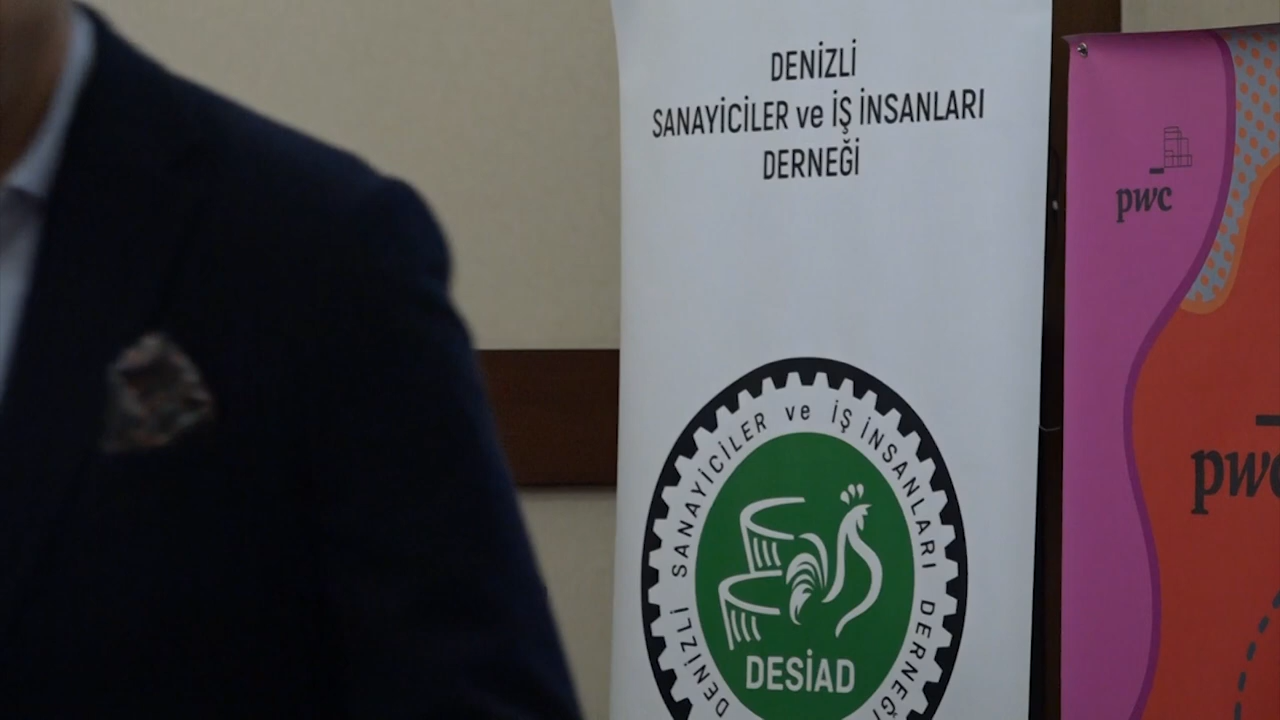 DENİZLİ
SANAYİCİLER ve İŞ İNSANLARI
DERNEĞİ
pwc
pwc
DENİZLİ SANAYİCİLER ve İŞ İNSANLARI DERNEĞİ
DESİAD